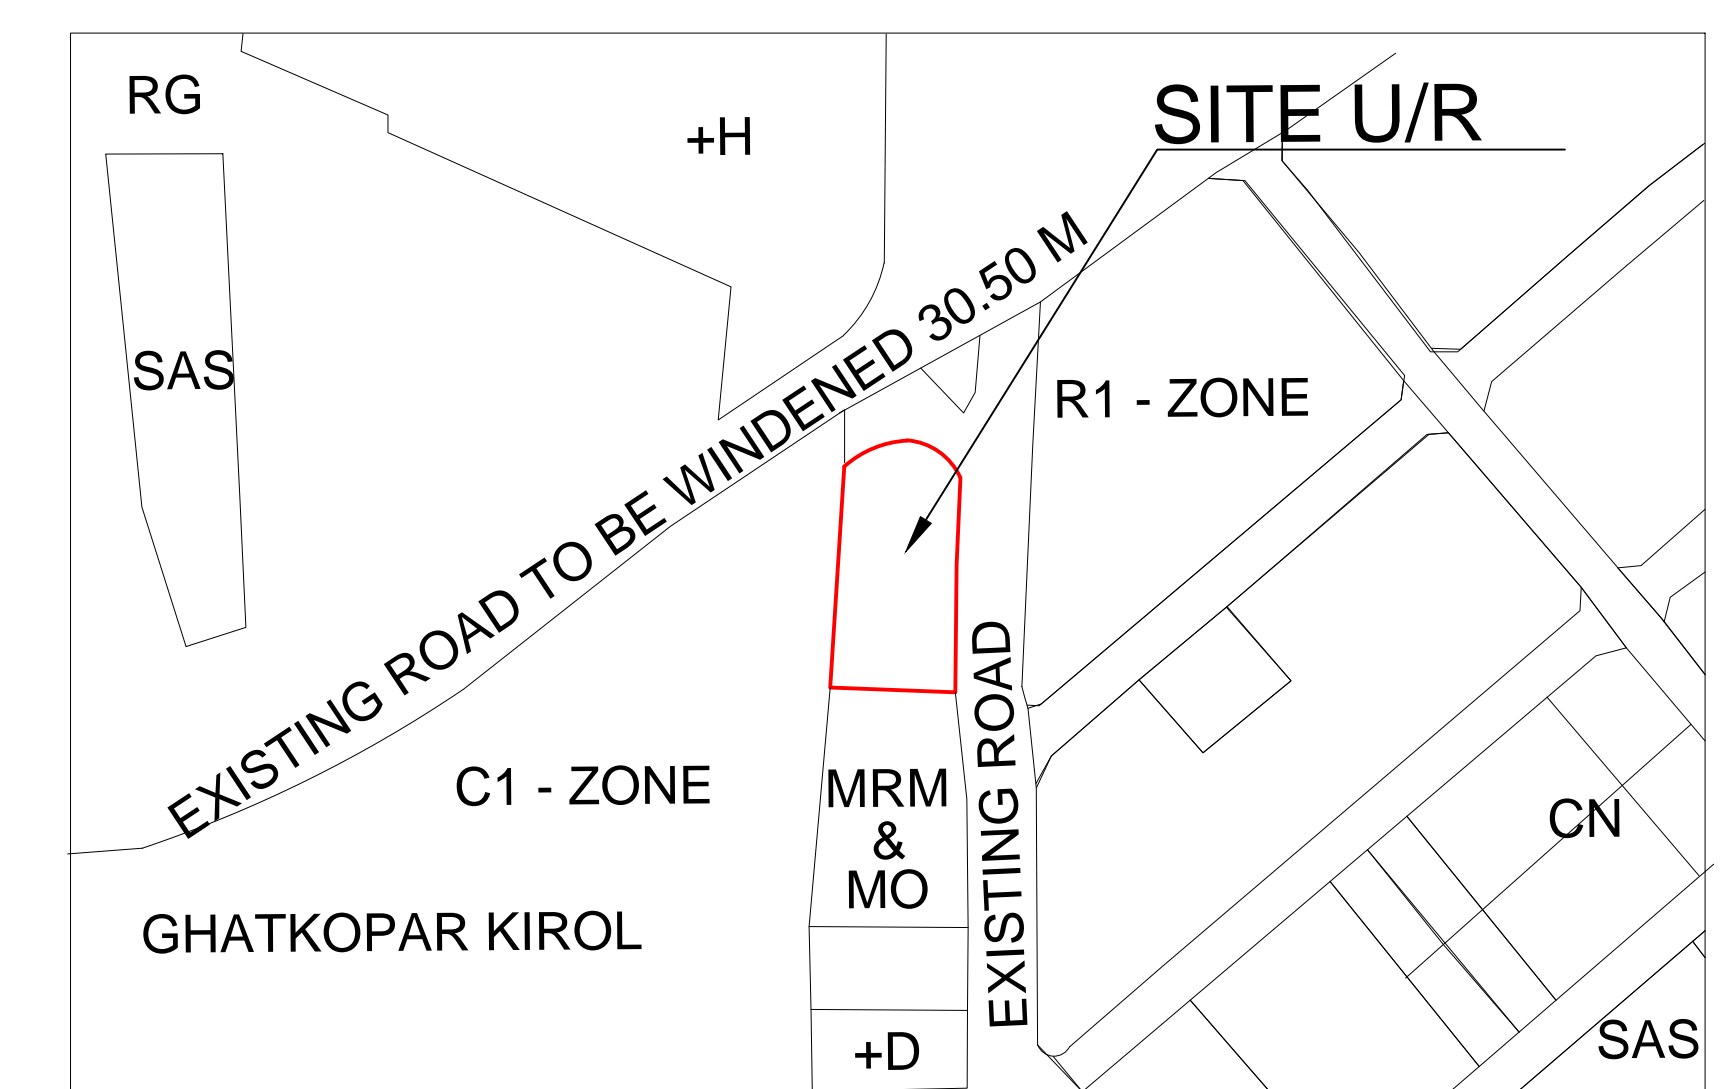 RG
+H
SITE U/R
SAS
EXISTING ROAD TO BE WINDENED 30.50 M
R1 - ZONE
C1 - ZONE
MRM
&
MO
EXISTING ROAD
CN
GHATKOPAR KIROL
+D
SAS